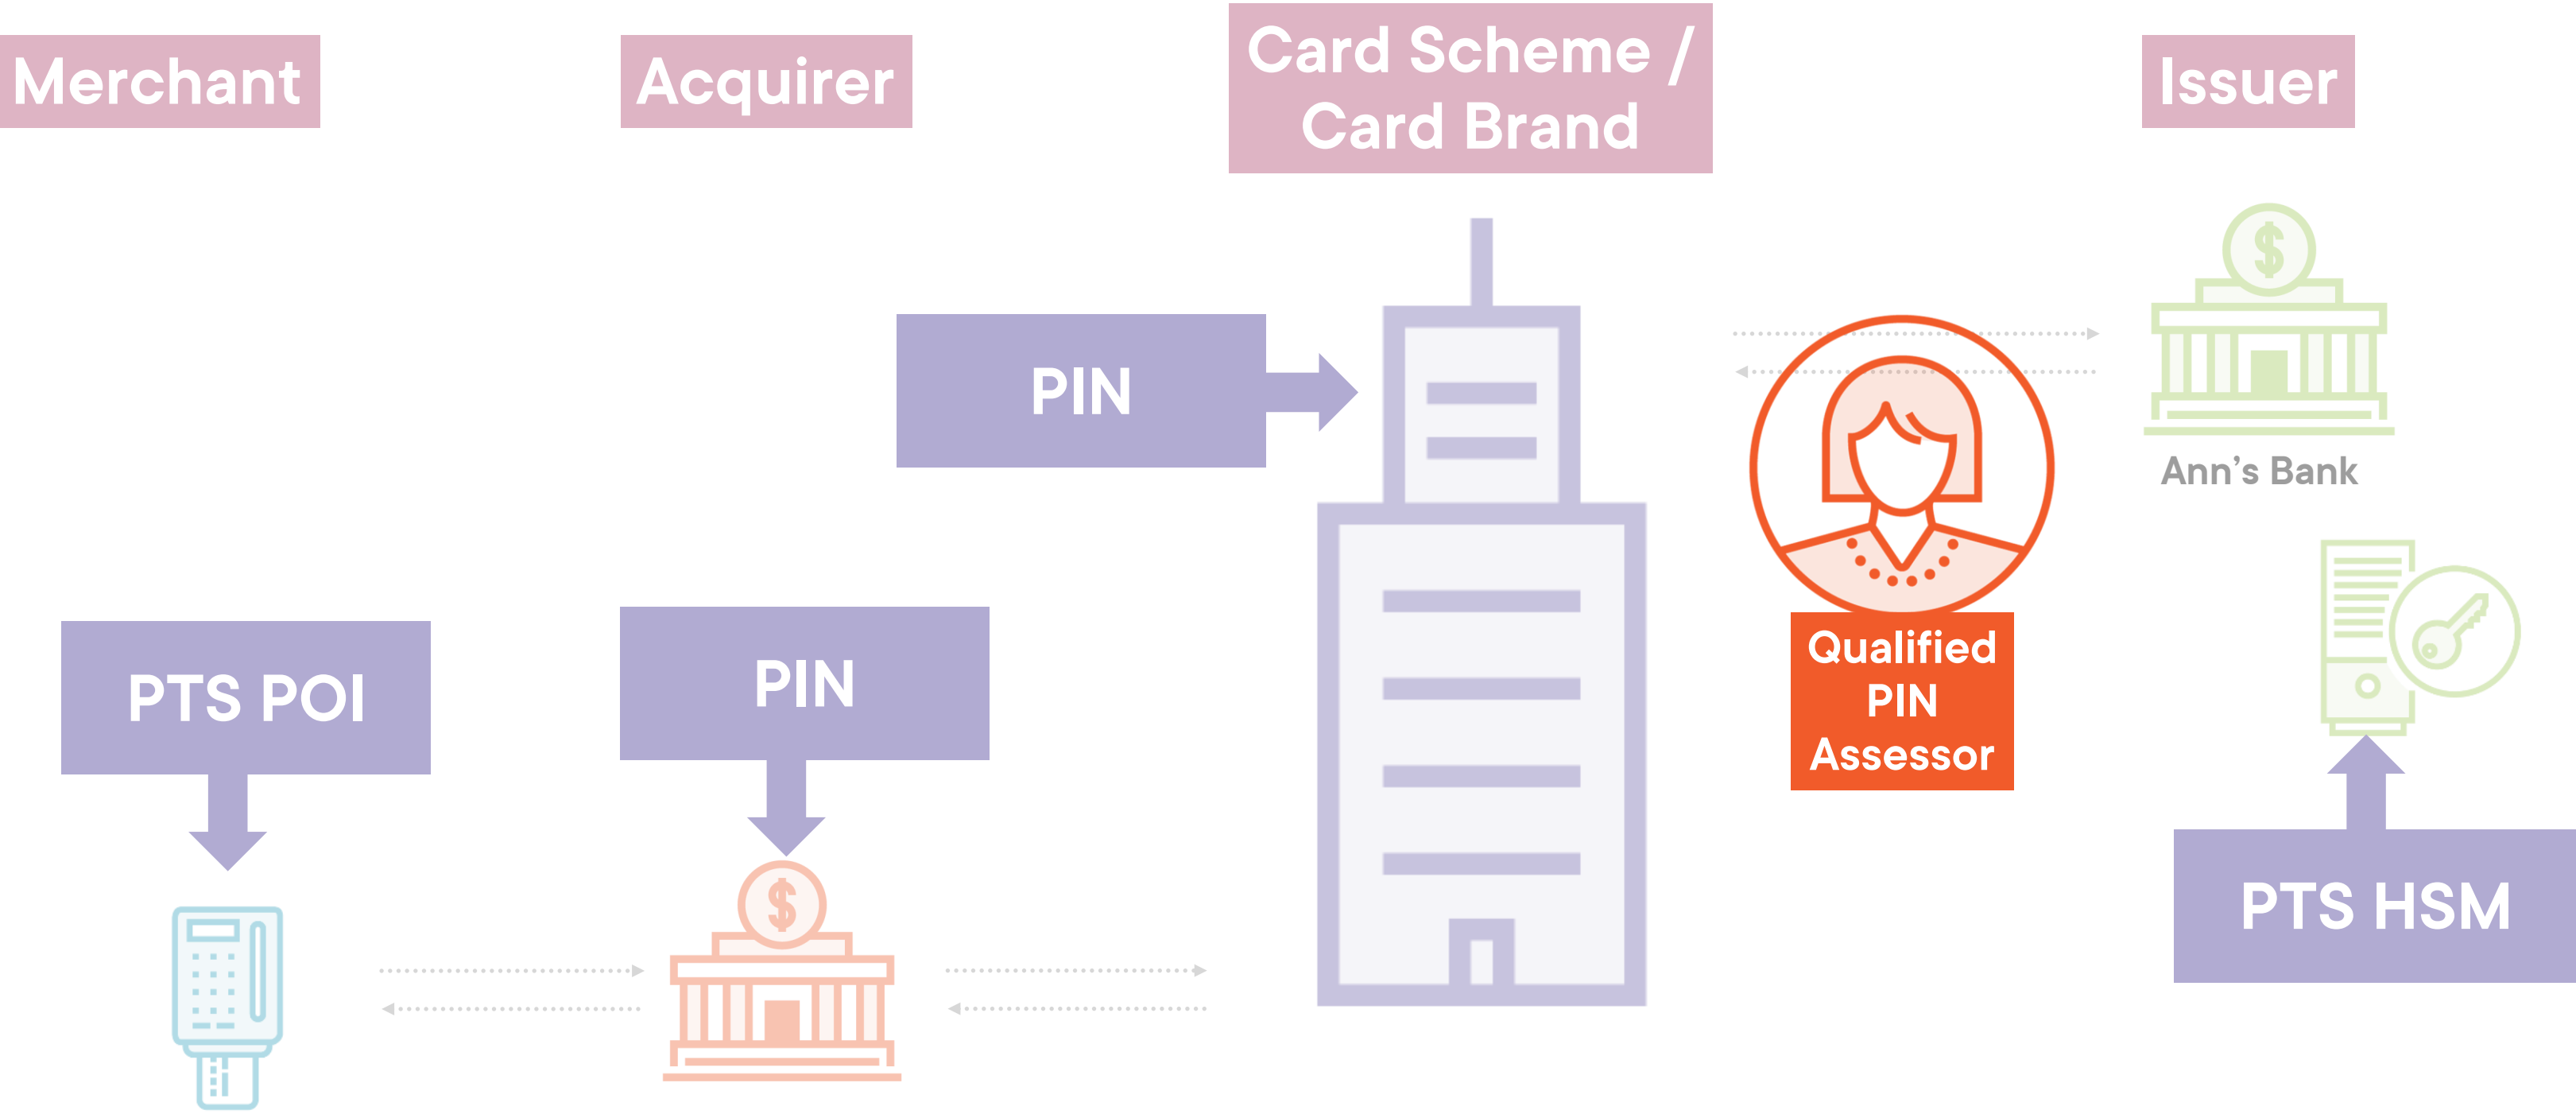 Merchant
Acquirer
Card Scheme /
Card Brand
Issuer
PIN
Ann's Bank
PTS POI
PIN
Qualified
PIN
Assessor
PTS HSM